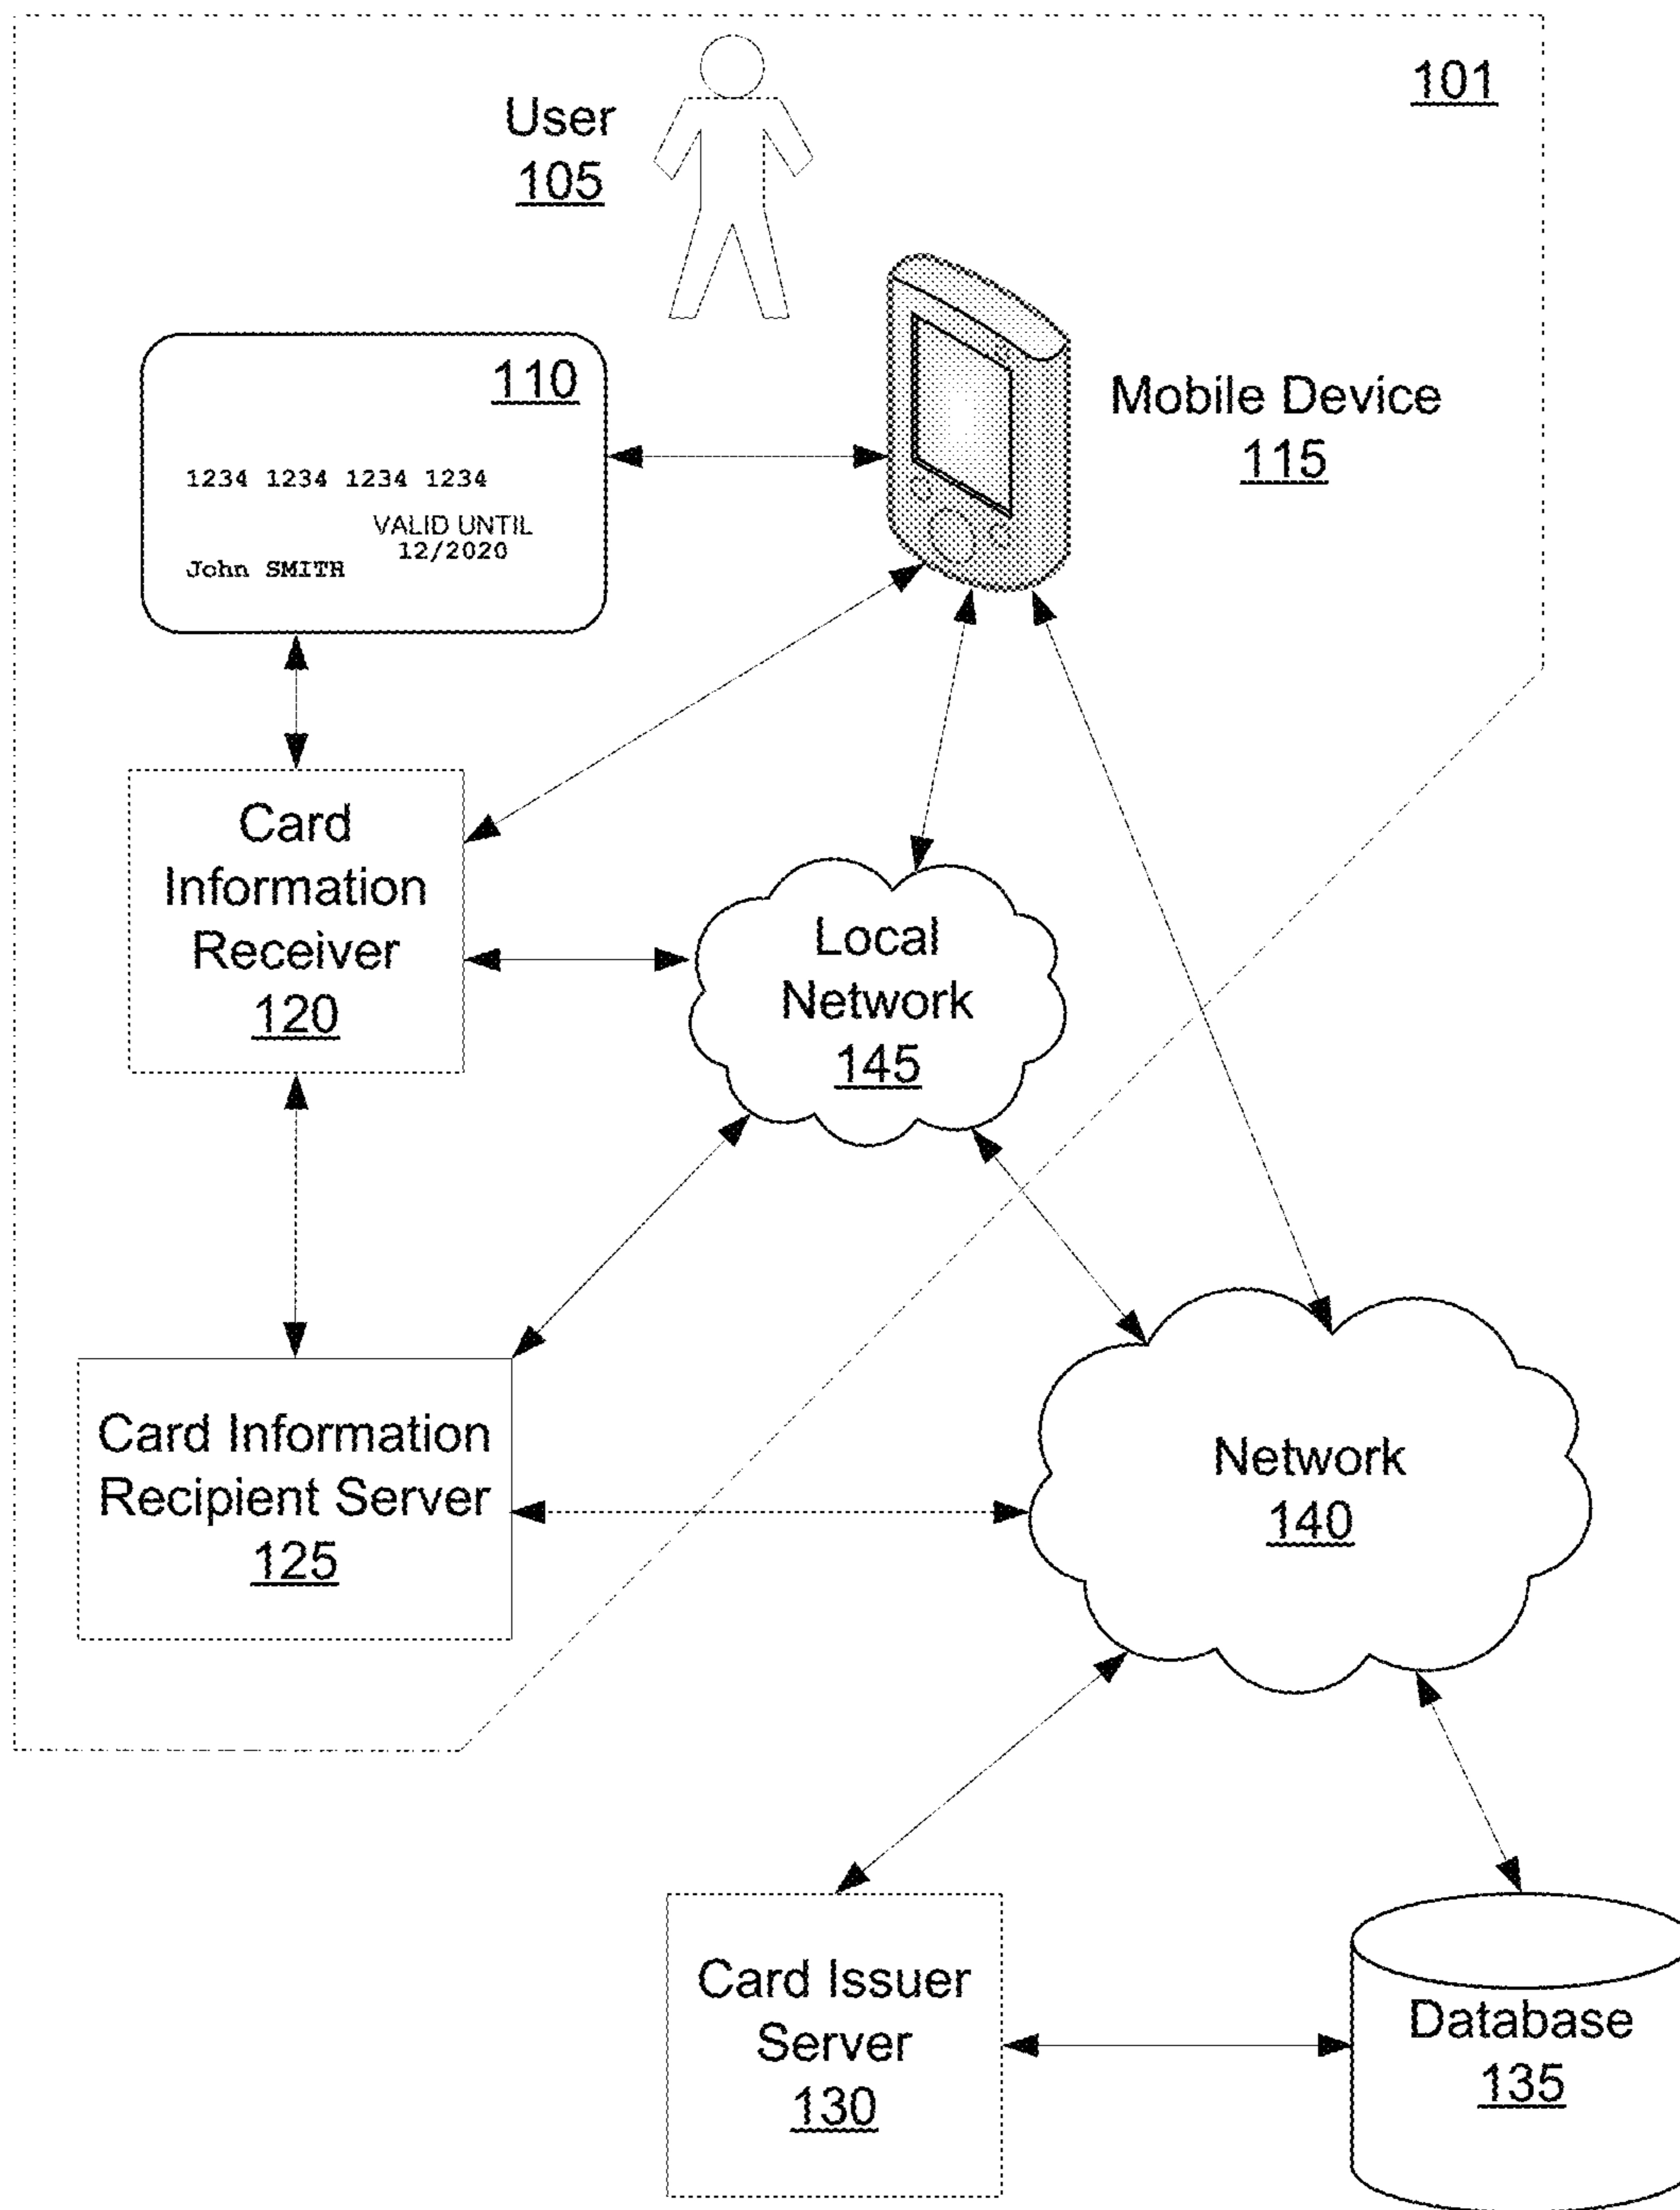 101
User
105
110
1234 1234 1234 1234
VALID UNTIL
12/2020
John SMITH
Mobile Device
115
Card
Information
Receiver
120
Local
Network
145
Card Information
Recipient Server
125
Network
140
Card Issuer
Server
130
Database
135